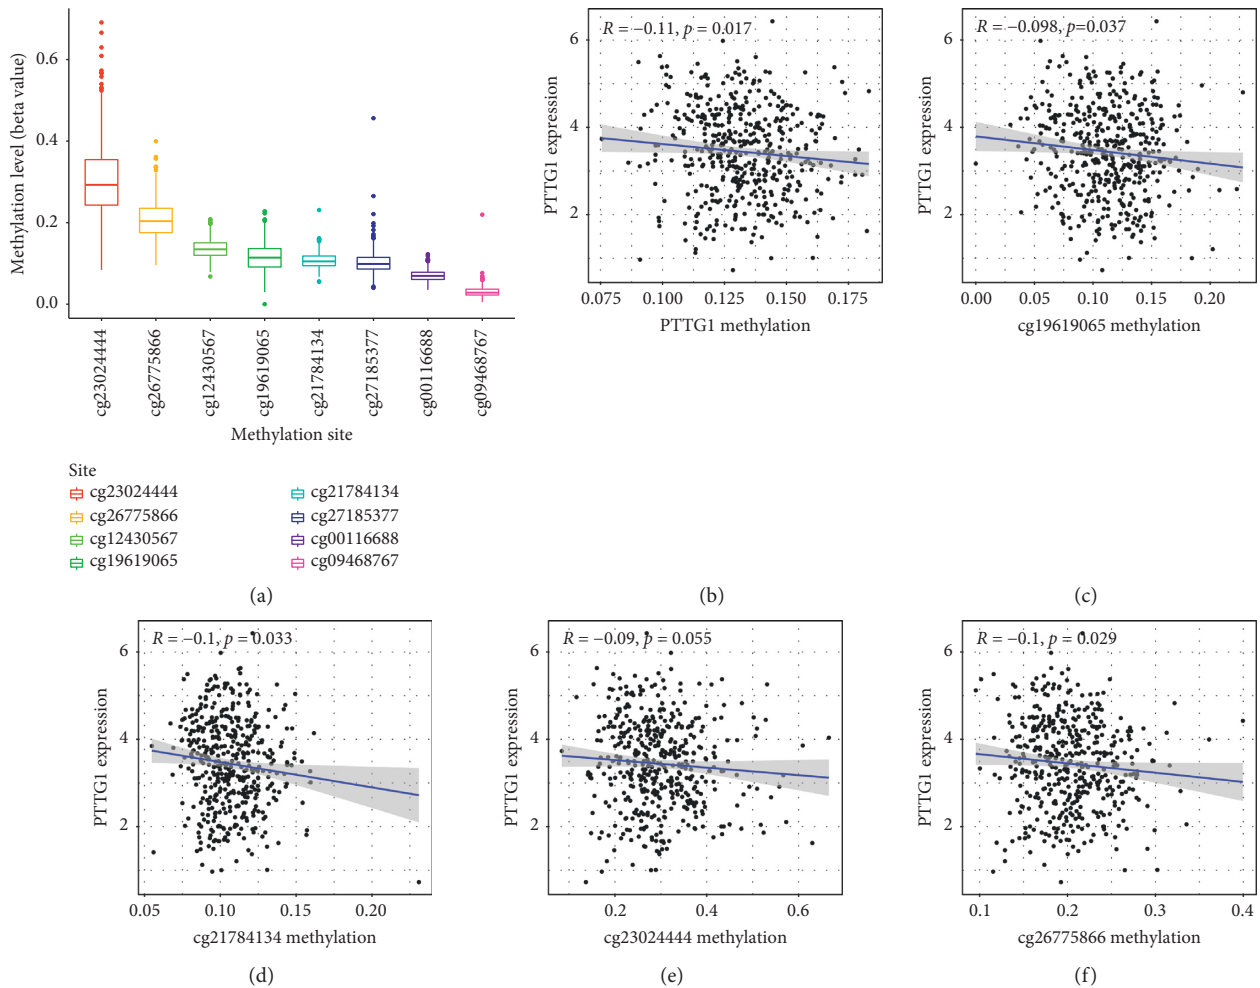 Methylation level (beta value)
0.6
0.4
0.2
0.0
cg23024444
cg26775866
cg12430567
cg19619065
cg21784134
cg27185377
cg00116688
cg09468767
Methylation site
Site
cg23024444
cg26775866
cg12430567
cg19619065
cg21784134
cg27185377
cg00116688
cg09468767
(a)
R = −0.11, p = 0.017
PTTG1 expression
6
4
2
0.075 0.100 0.125 0.150 0.175
PTTG1 methylation
(b)
R = −0.098, p=0.037
PTTG1 expression
6
4
2
0.00 0.05 0.10 0.15 0.20
cg19619065 methylation
(c)
R = −0.1, p = 0.033
PTTG1 expression
6
4
2
0.05 0.10 0.15 0.20
cg21784134 methylation
(d)
R = −0.09, p = 0.055
PTTG1 expression
6
4
2
0.2 0.4 0.6
cg23024444 methylation
(e)
R = −0.1, p = 0.029
PTTG1 expression
6
4
2
0.1 0.2 0.3 0.4
cg26775866 methylation
(f)